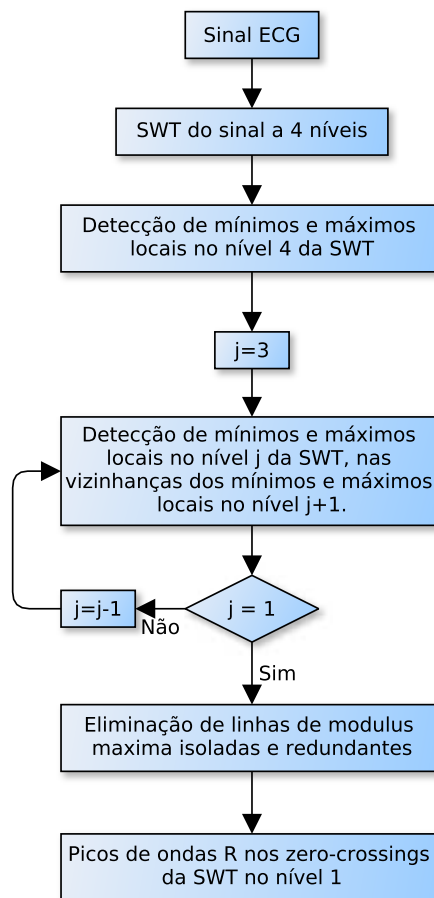 Sinal ECG
SWT do sinal a 4 níveis
Detecção de mínimos e máximos
locais no nível 4 da SWT
j=3
Detecção de mínimos e máximos
locais no nível j da SWT, nas
vizinhanças dos mínimos e máximos
locais no nível j+1.
j = 1
j=j-1
Não
Sim
Eliminação de linhas de modulus
maxima isoladas e redundantes
Picos de ondas R nos zero-crossings
da SWT no nível 1